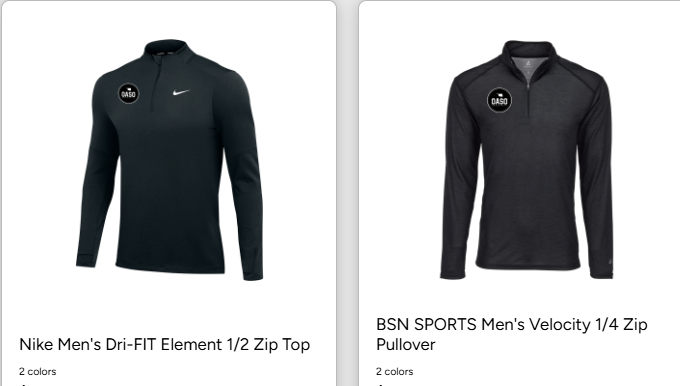 OASO
Nike Men's Dri-FIT Element 1/2 Zip Top
2 colors
OASO
BSN SPORTS Men's Velocity 1/4 Zip
Pullover
2 colors